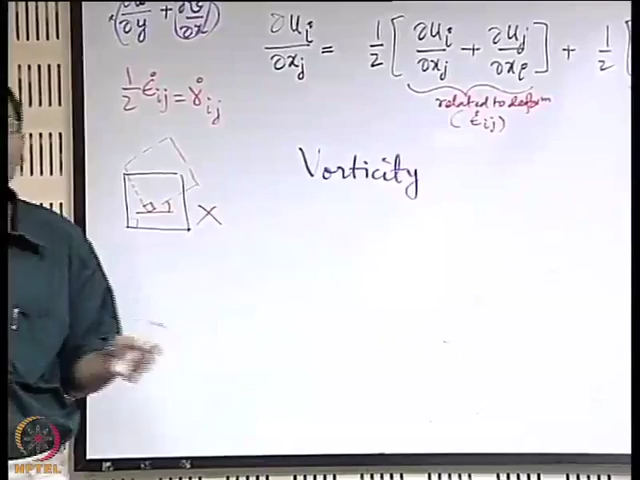 ∂u_i/∂x_j = 1/2 [∂u_i/∂x_j + ∂u_j/∂x_i] + 1/2 [
related to deform
(ε̇_ij)
1/2 ε̇_ij = γ̇_ij
Vorticity
X
NPTEL